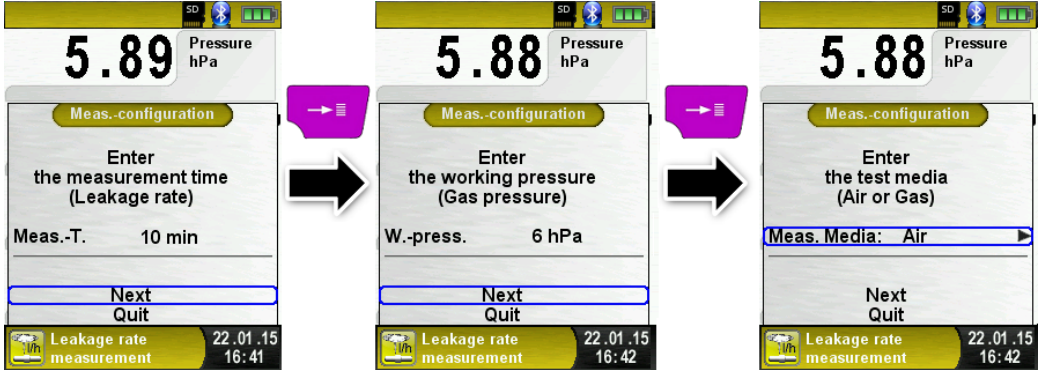 SD
5.89
Pressure
hPa
Meas.-configuration
Enter
the measurement time
(Leakage rate)
Meas.-T. 10 min
Next
Quit
l/h
Leakage rate
measurement
22.01.15
16:41
SD
5.88
Pressure
hPa
Meas.-configuration
Enter
the working pressure
(Gas pressure)
W.-press. 6 hPa
Next
Quit
l/h
Leakage rate
measurement
22.01.15
16:42
SD
5.88
Pressure
hPa
Meas.-configuration
Enter
the test media
(Air or Gas)
Meas. Media: Air
Next
Quit
l/h
Leakage rate
measurement
22.01.15
16:42